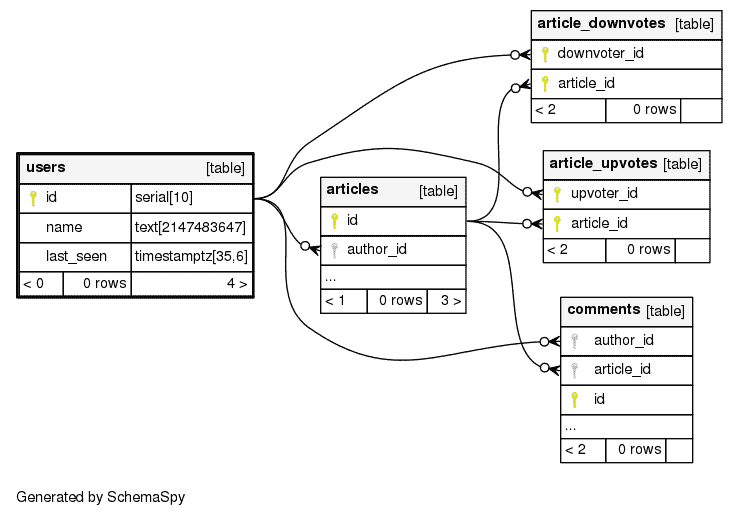 users [table]
id serial[10]
name text[2147483647]
last_seen timestamptz[35,6]
< 0 0 rows 4 >
articles [table]
id
author_id
...
< 1 0 rows 3 >
article_downvotes [table]
downvoter_id
article_id
< 2 0 rows
article_upvotes [table]
upvoter_id
article_id
< 2 0 rows
comments [table]
author_id
article_id
id
...
< 2 0 rows
Generated by SchemaSpy